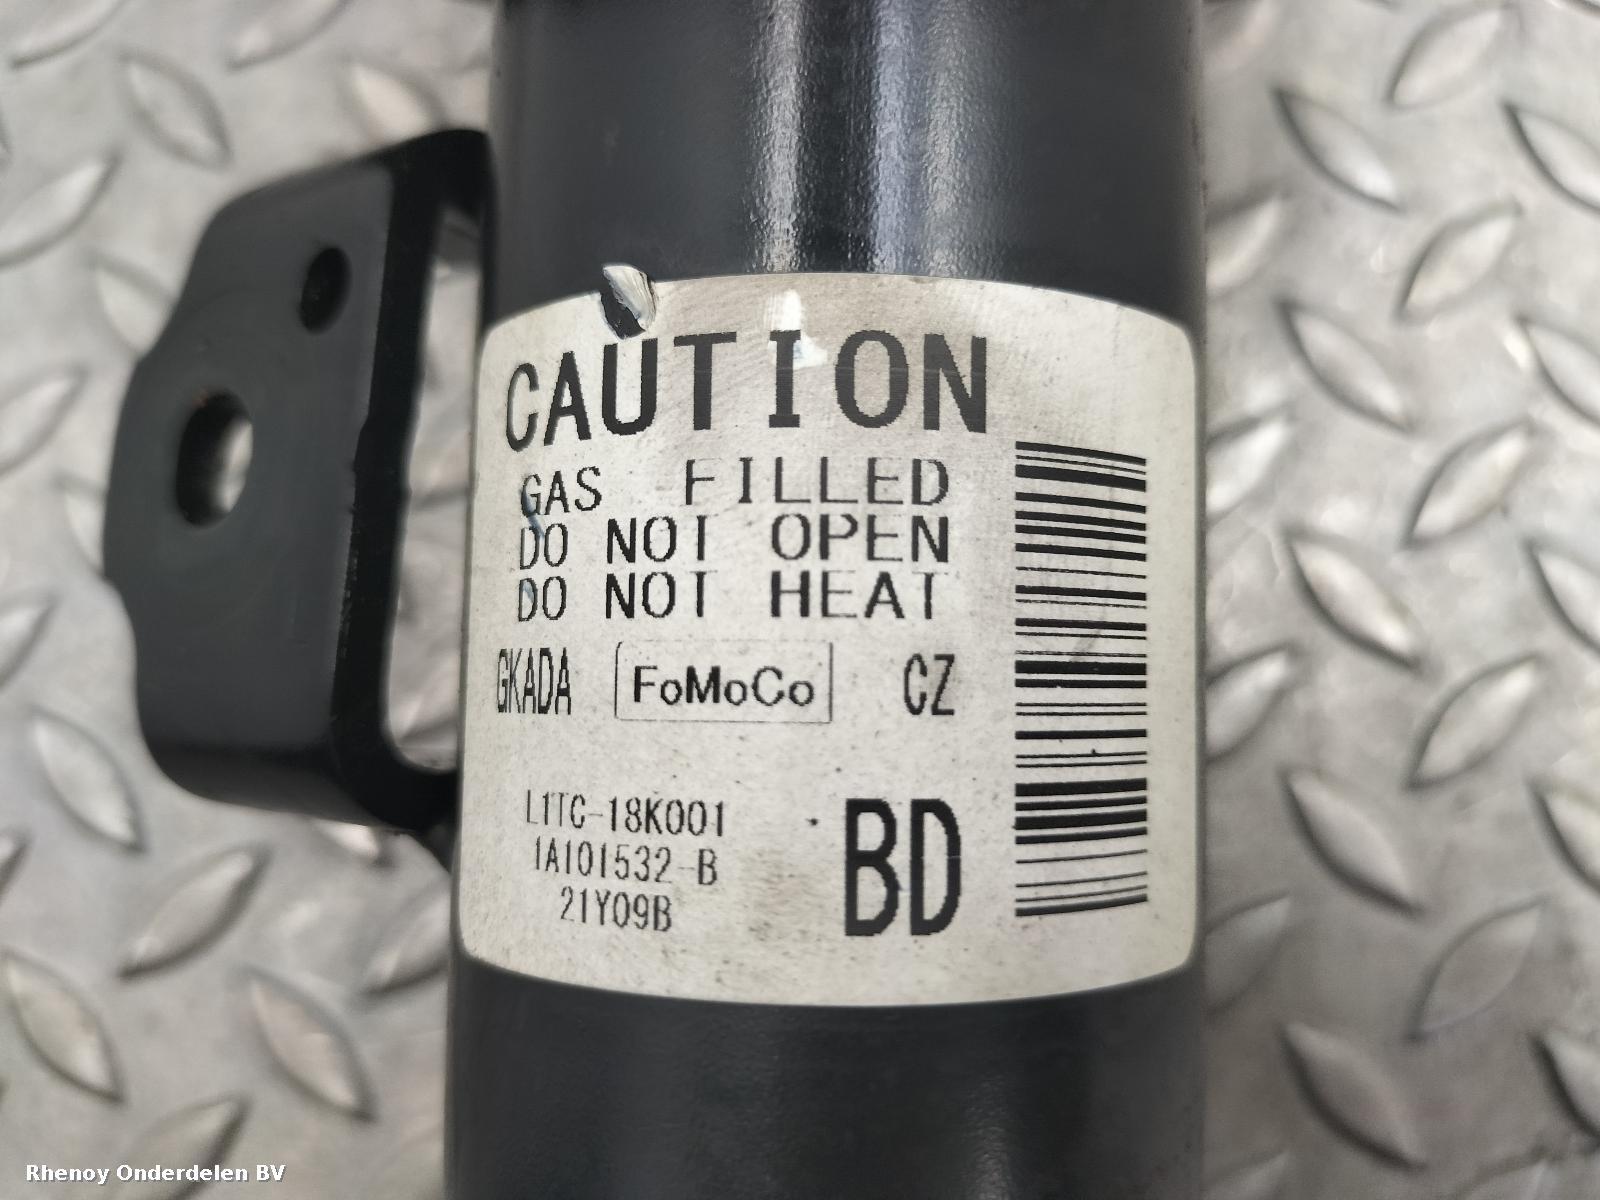 CAUTION
GAS FILLED
DO NOT OPEN
DO NOT HEAT
GKADA FoMoCo CZ
L1TC-18K001
1A101532-B
21Y09B
BD
Rhenoy Onderdelen BV